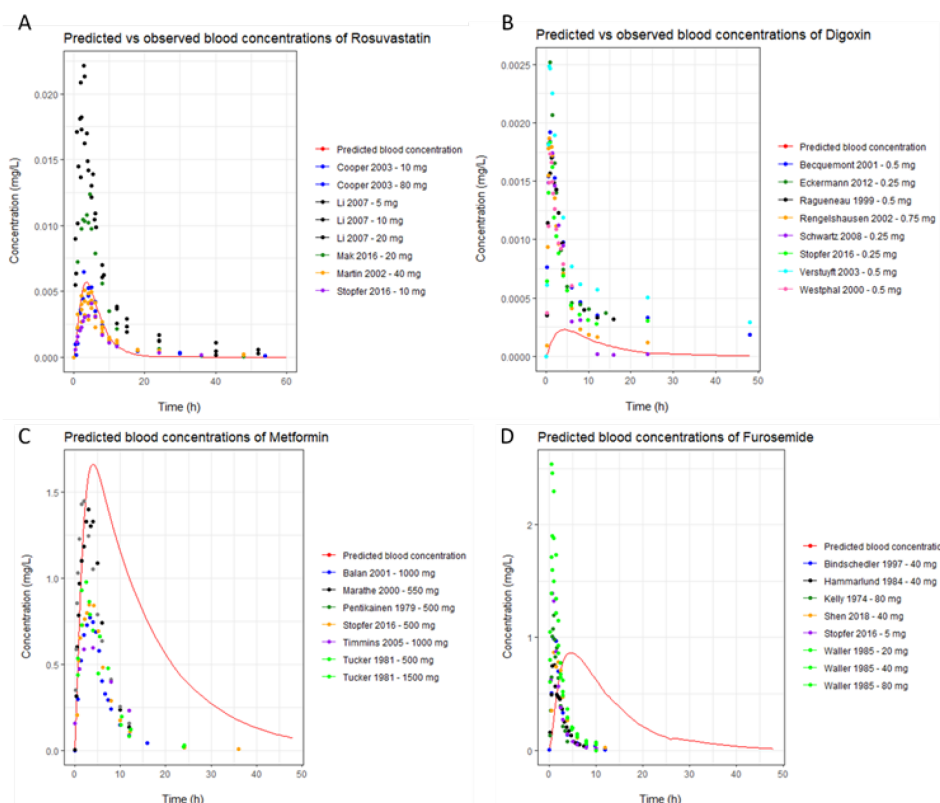 A
Predicted vs observed blood concentrations of Rosuvastatin
0.020
0.015
0.010
0.005
0.000
Concentration (mg/L)
0
20
40
60
Time (h)
Predicted blood concentration
Cooper 2003 - 10 mg
Cooper 2003 - 80 mg
Li 2007 - 5 mg
Li 2007 - 10 mg
Li 2007 - 20 mg
Mak 2016 - 20 mg
Martin 2002 - 40 mg
Stopfer 2016 - 10 mg
B
Predicted vs observed blood concentrations of Digoxin
0.0025
0.0020
0.0015
0.0010
0.0005
0.0000
Concentration (mg/L)
0
10
20
30
40
50
Time (h)
Predicted blood concentration
Becquemont 2001 - 0.5 mg
Eckermann 2012 - 0.25 mg
Ragueneau 1999 - 0.5 mg
Rengelshausen 2002 - 0.75 mg
Schwartz 2008 - 0.25 mg
Stopfer 2016 - 0.25 mg
Verstuyft 2003 - 0.5 mg
Westphal 2000 - 0.5 mg
C
Predicted blood concentrations of Metformin
1.5
1.0
0.5
0.0
Concentration (mg/L)
0
10
20
30
40
50
Time (h)
Predicted blood concentration
Balan 2001 - 1000 mg
Marathe 2000 - 550 mg
Pentikainen 1979 - 500 mg
Stopfer 2016 - 500 mg
Timmins 2005 - 1000 mg
Tucker 1981 - 500 mg
Tucker 1981 - 1500 mg
D
Predicted blood concentrations of Furosemide
2
1
0
Concentration (mg/L)
0
10
20
30
40
50
Time (h)
Predicted blood concentratio
Bindschedler 1997 - 40 mg
Hammarlund 1984 - 40 mg
Kelly 1974 - 80 mg
Shen 2018 - 40 mg
Stopfer 2016 - 5 mg
Waller 1985 - 20 mg
Waller 1985 - 40 mg
Waller 1985 - 80 mg